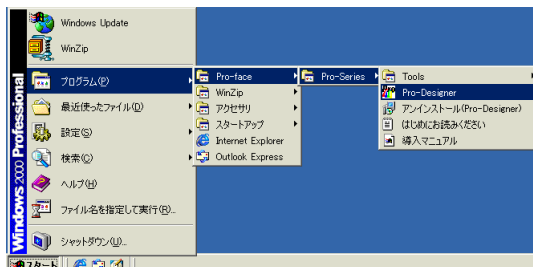 Windows Update
WinZip
プログラム(P)
最近使ったファイル(D)
設定(S)
検索(C)
ヘルプ(H)
ファイル名を指定して実行(R)...
シャットダウン(U)...
Windows 2000 Professional
スタート
Pro-face
WinZip
アクセサリ
スタートアップ
Internet Explorer
Outlook Express
Pro-Series
Tools
Pro-Designer
アンインストール(Pro-Designer)
はじめにお読みください
導入マニュアル